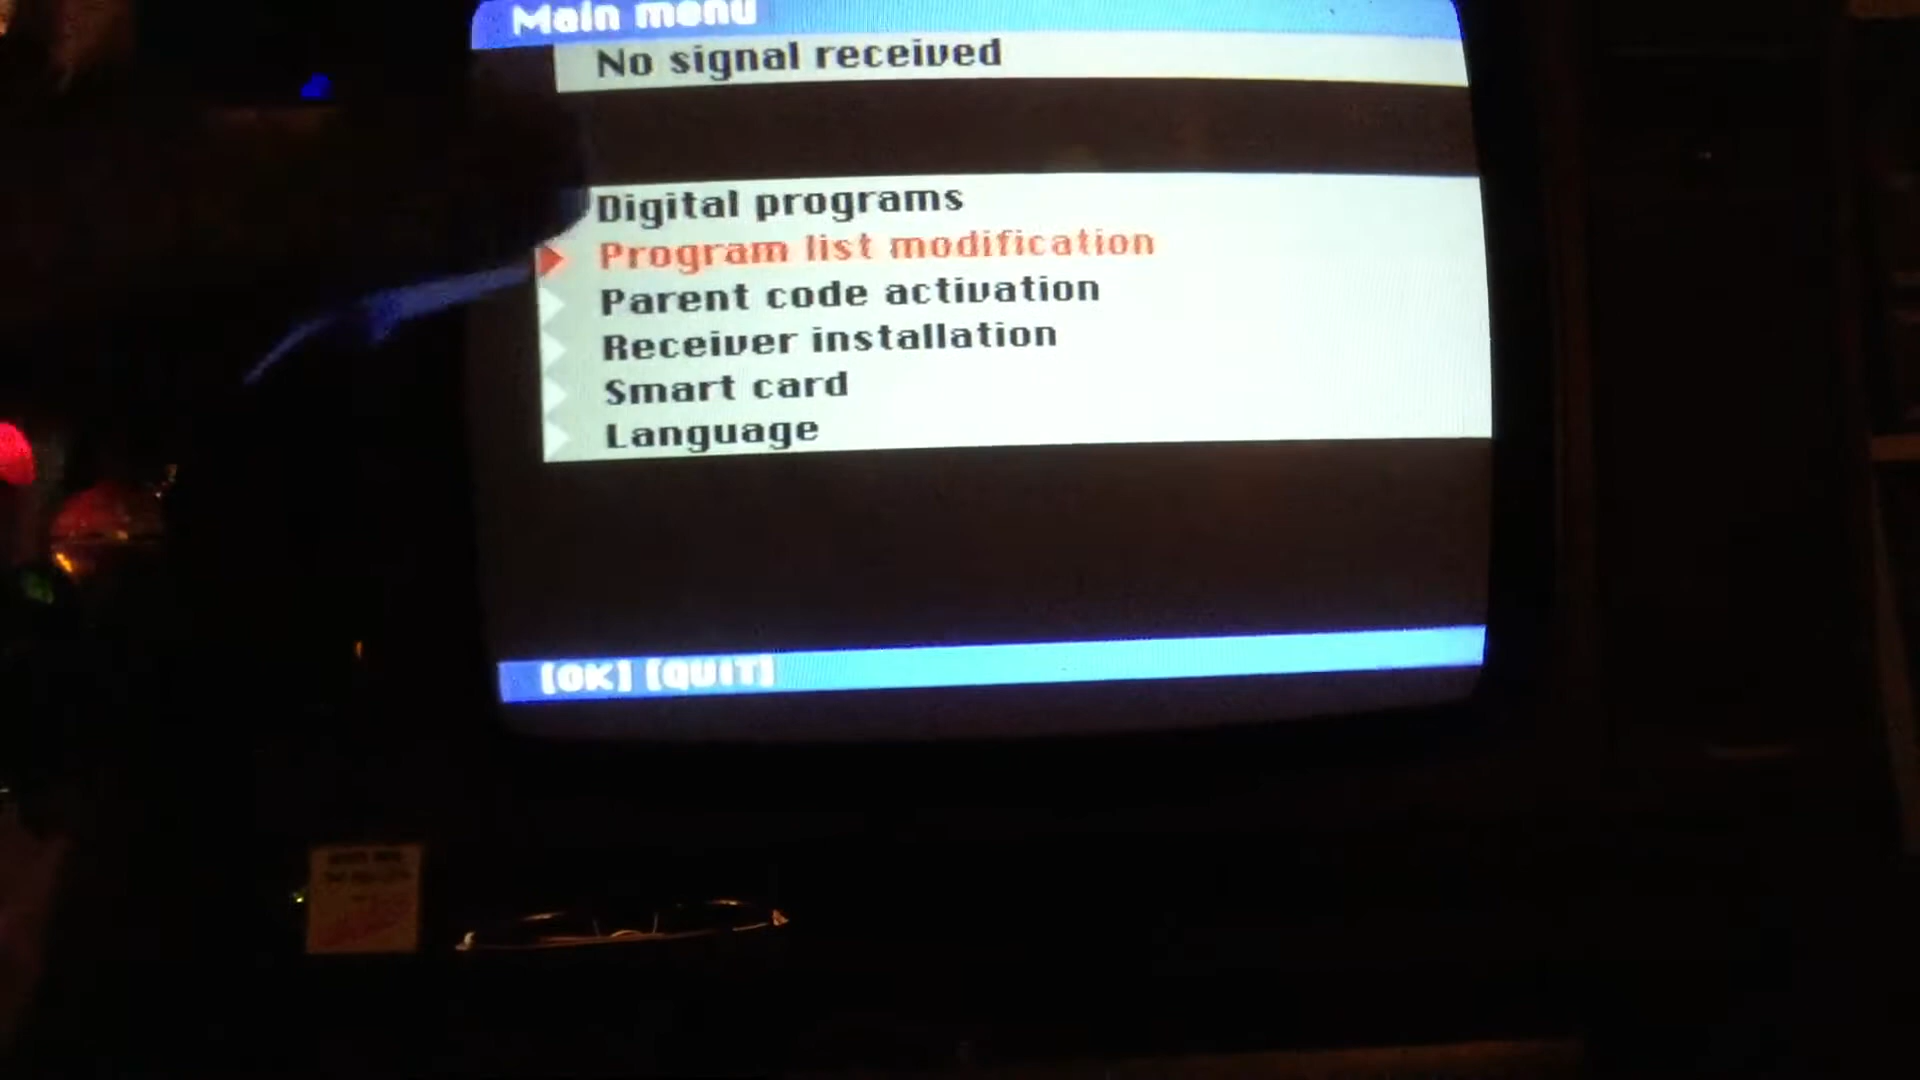 Main menu
No signal received
Digital programs
Program list modification
Parent code activation
Receiver installation
Smart card
Language
[OK] [QUIT]